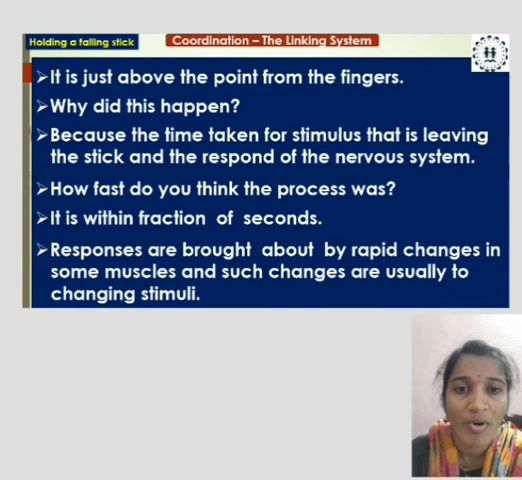 Holding a falling stick
Coordination – The Linking System
➢It is just above the point from the fingers.
➢Why did this happen?
➢Because the time taken for stimulus that is leaving
the stick and the respond of the nervous system.
➢How fast do you think the process was?
➢It is within fraction of seconds.
➢Responses are brought about by rapid changes in
some muscles and such changes are usually to
changing stimuli.